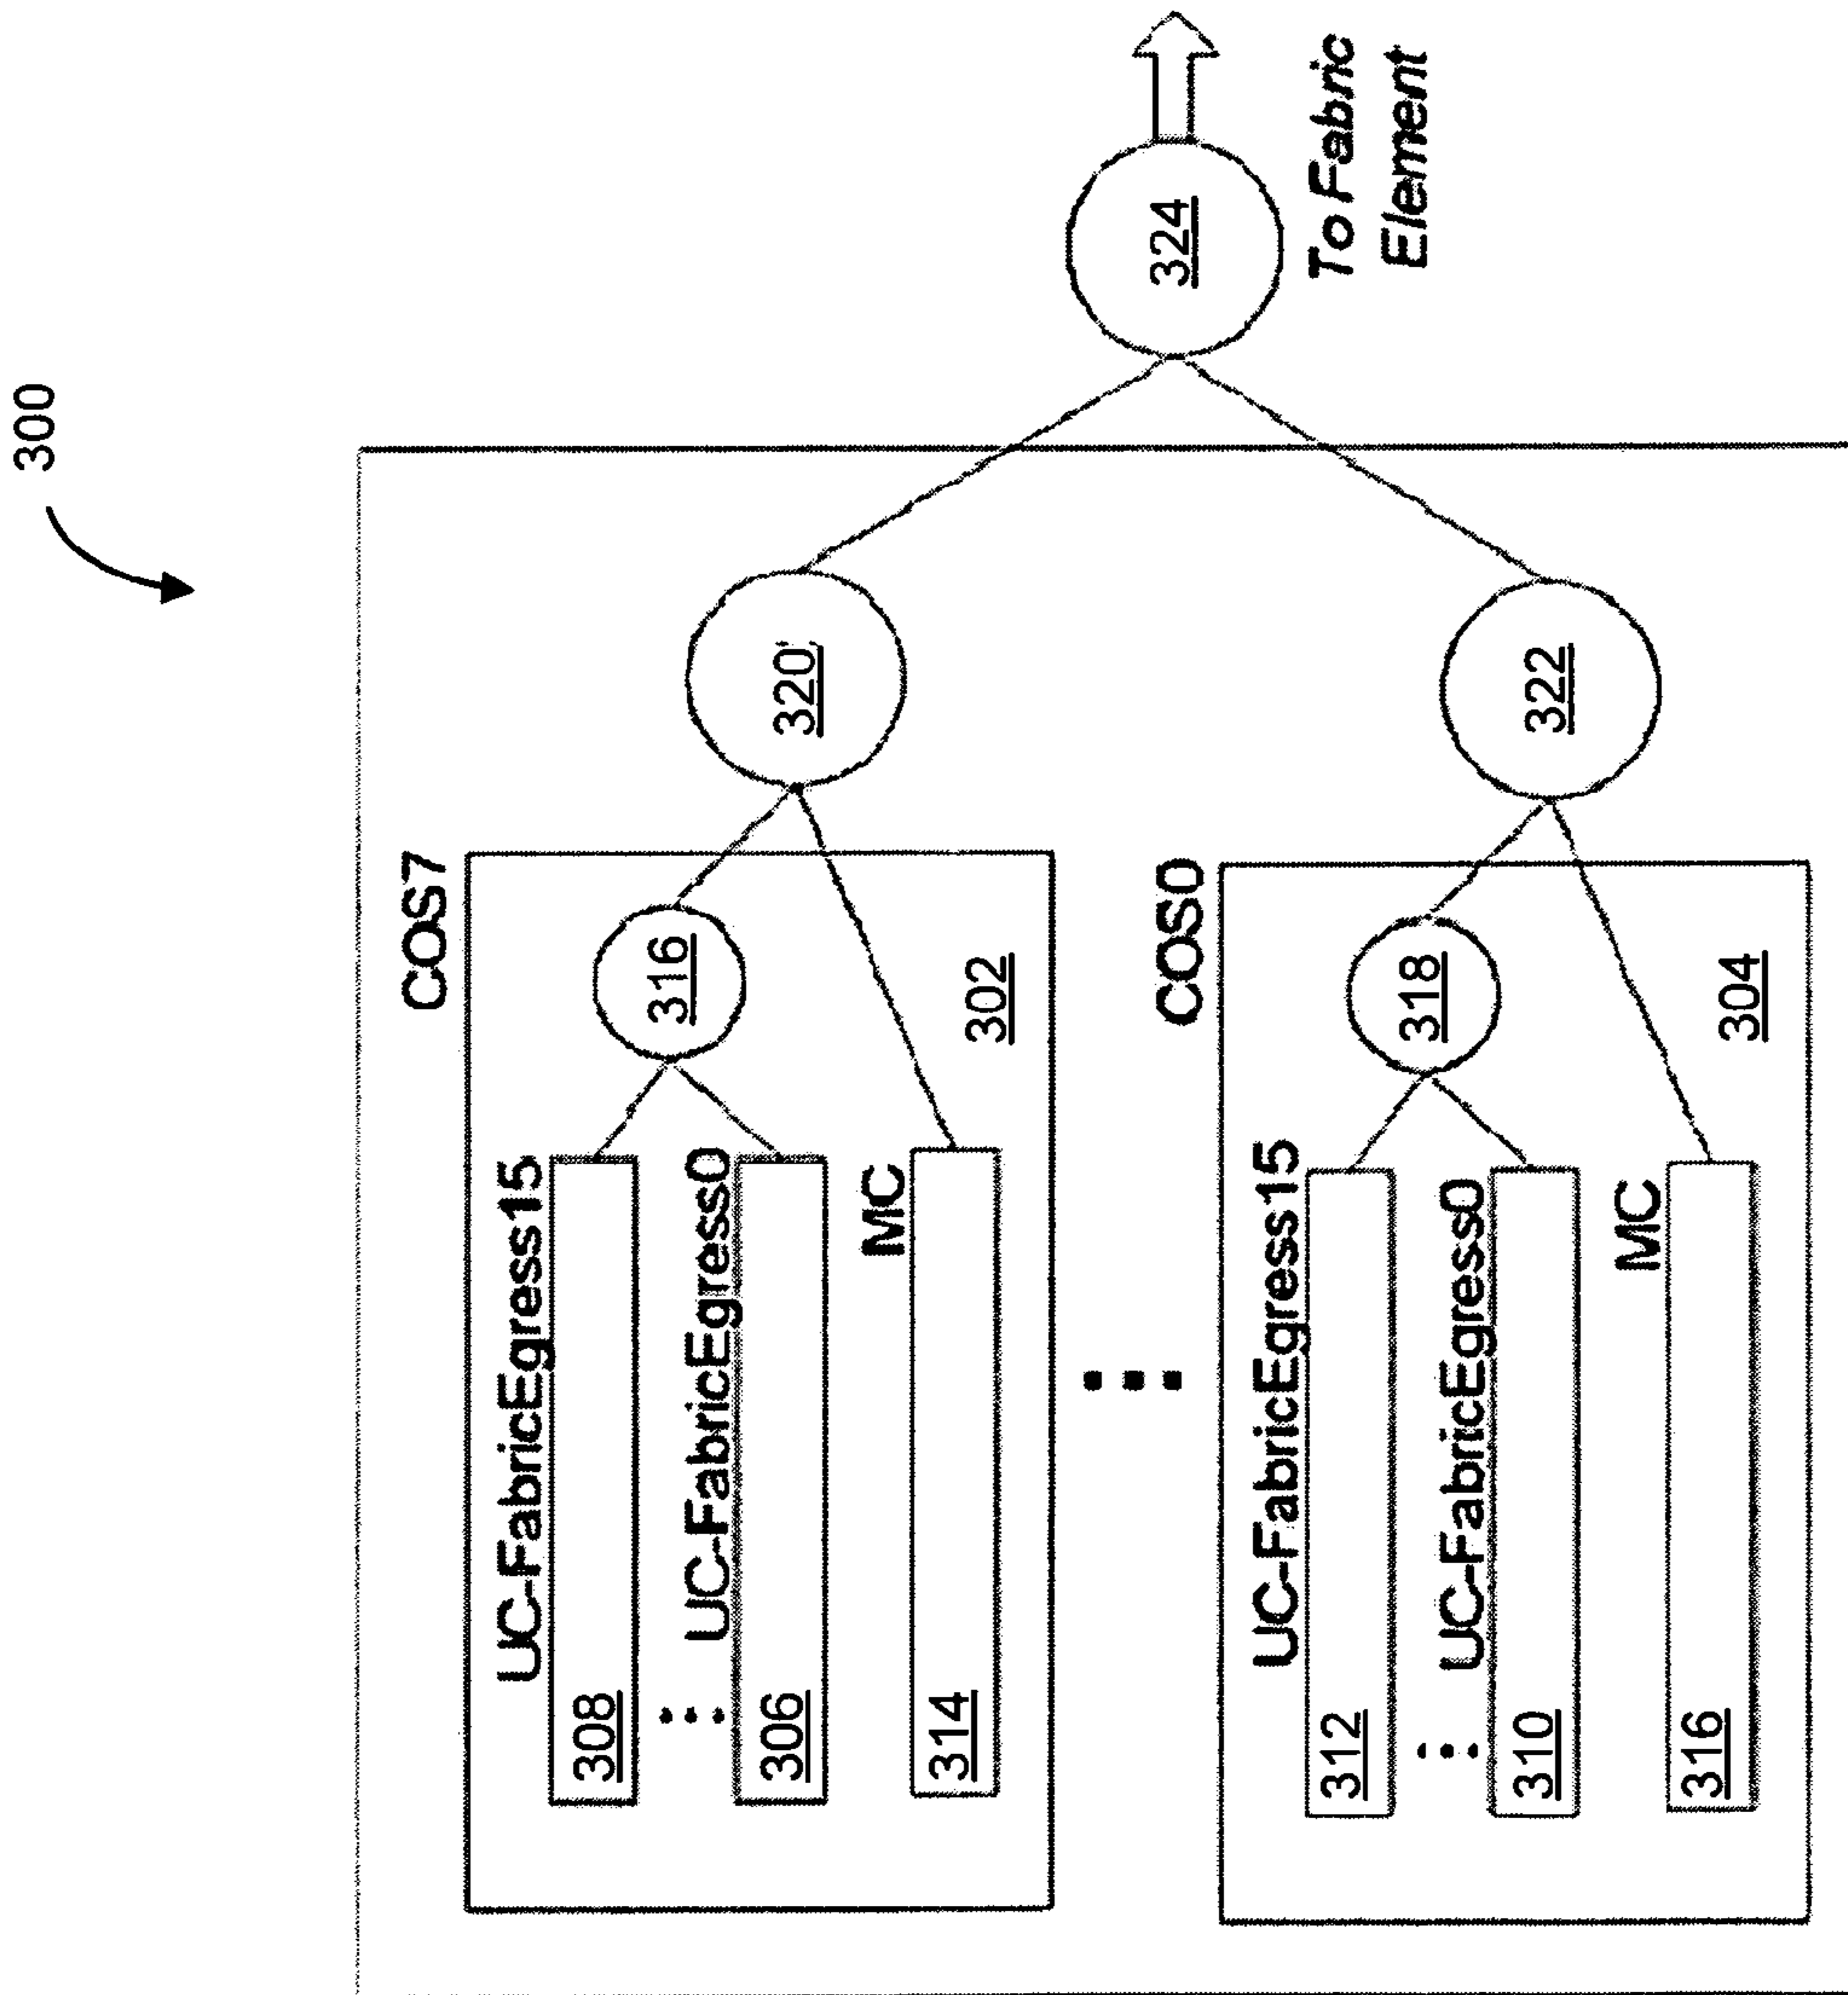 300
COS7
UC-FabricEgress15
308
316
UC-FabricEgress0
306
320
MC
314
302
324
To Fabric
Element
COS0
UC-FabricEgress15
312
318
UC-FabricEgress0
310
322
MC
316
304